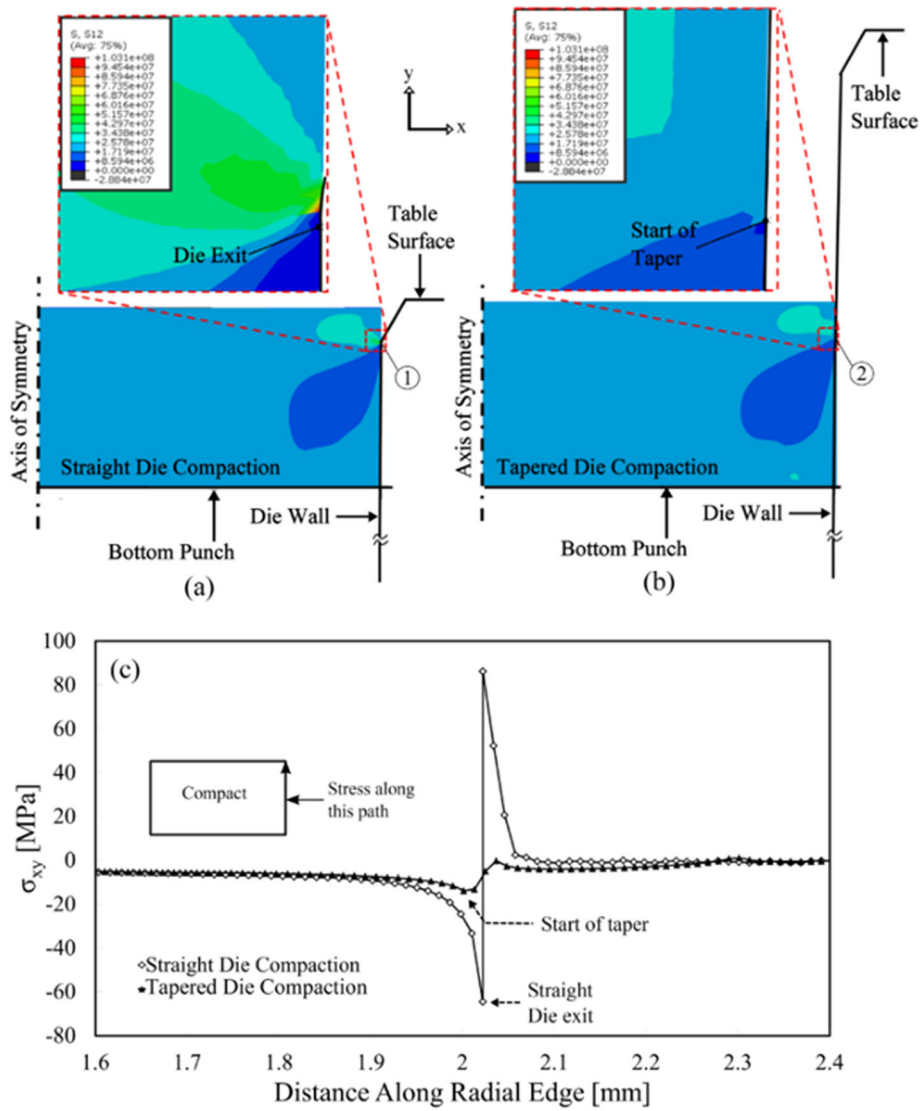 S, S12
(Avg: 75%)
+1.031e+08
+9.454e+07
+8.594e+07
+7.735e+07
+6.876e+07
+6.016e+07
+5.157e+07
+4.297e+07
+3.438e+07
+2.578e+07
+1.719e+07
+8.594e+06
+0.000e+00
-2.884e+07
Die Exit
y
x
Table
Surface
Axis of Symmetry
1
Straight Die Compaction
Die Wall
Bottom Punch
(a)
S, S12
(Avg: 75%)
+1.031e+08
+9.454e+07
+8.594e+07
+7.735e+07
+6.876e+07
+6.016e+07
+5.157e+07
+4.297e+07
+3.438e+07
+2.578e+07
+1.719e+07
+8.594e+06
+0.000e+00
-2.884e+07
Start of
Taper
Table
Surface
Axis of Symmetry
2
Tapered Die Compaction
Die Wall
Bottom Punch
(b)
(c)
100
80
60
40
20
0
-20
-40
-60
-80
σxy [MPa]
Compact
Stress along
this path
Start of taper
Straight Die Compaction
Tapered Die Compaction
Straight
Die exit
1.6 1.7 1.8 1.9 2 2.1 2.2 2.3 2.4
Distance Along Radial Edge [mm]